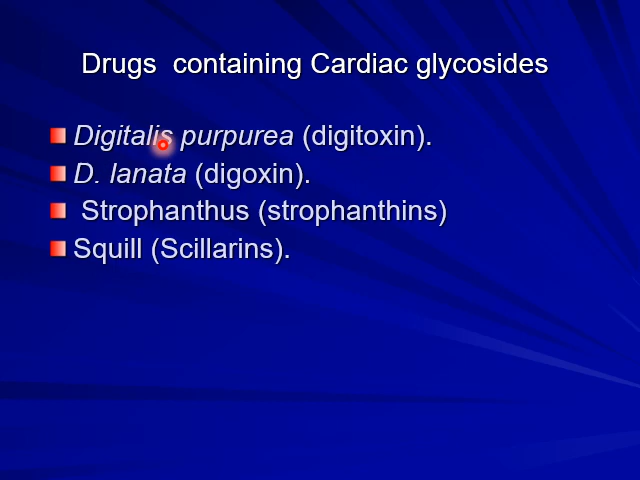 Drugs  containing Cardiac glycosides
Digitalis purpurea (digitoxin).
D. lanata (digoxin).
Strophanthus (strophanthins)
Squill (Scillarins).